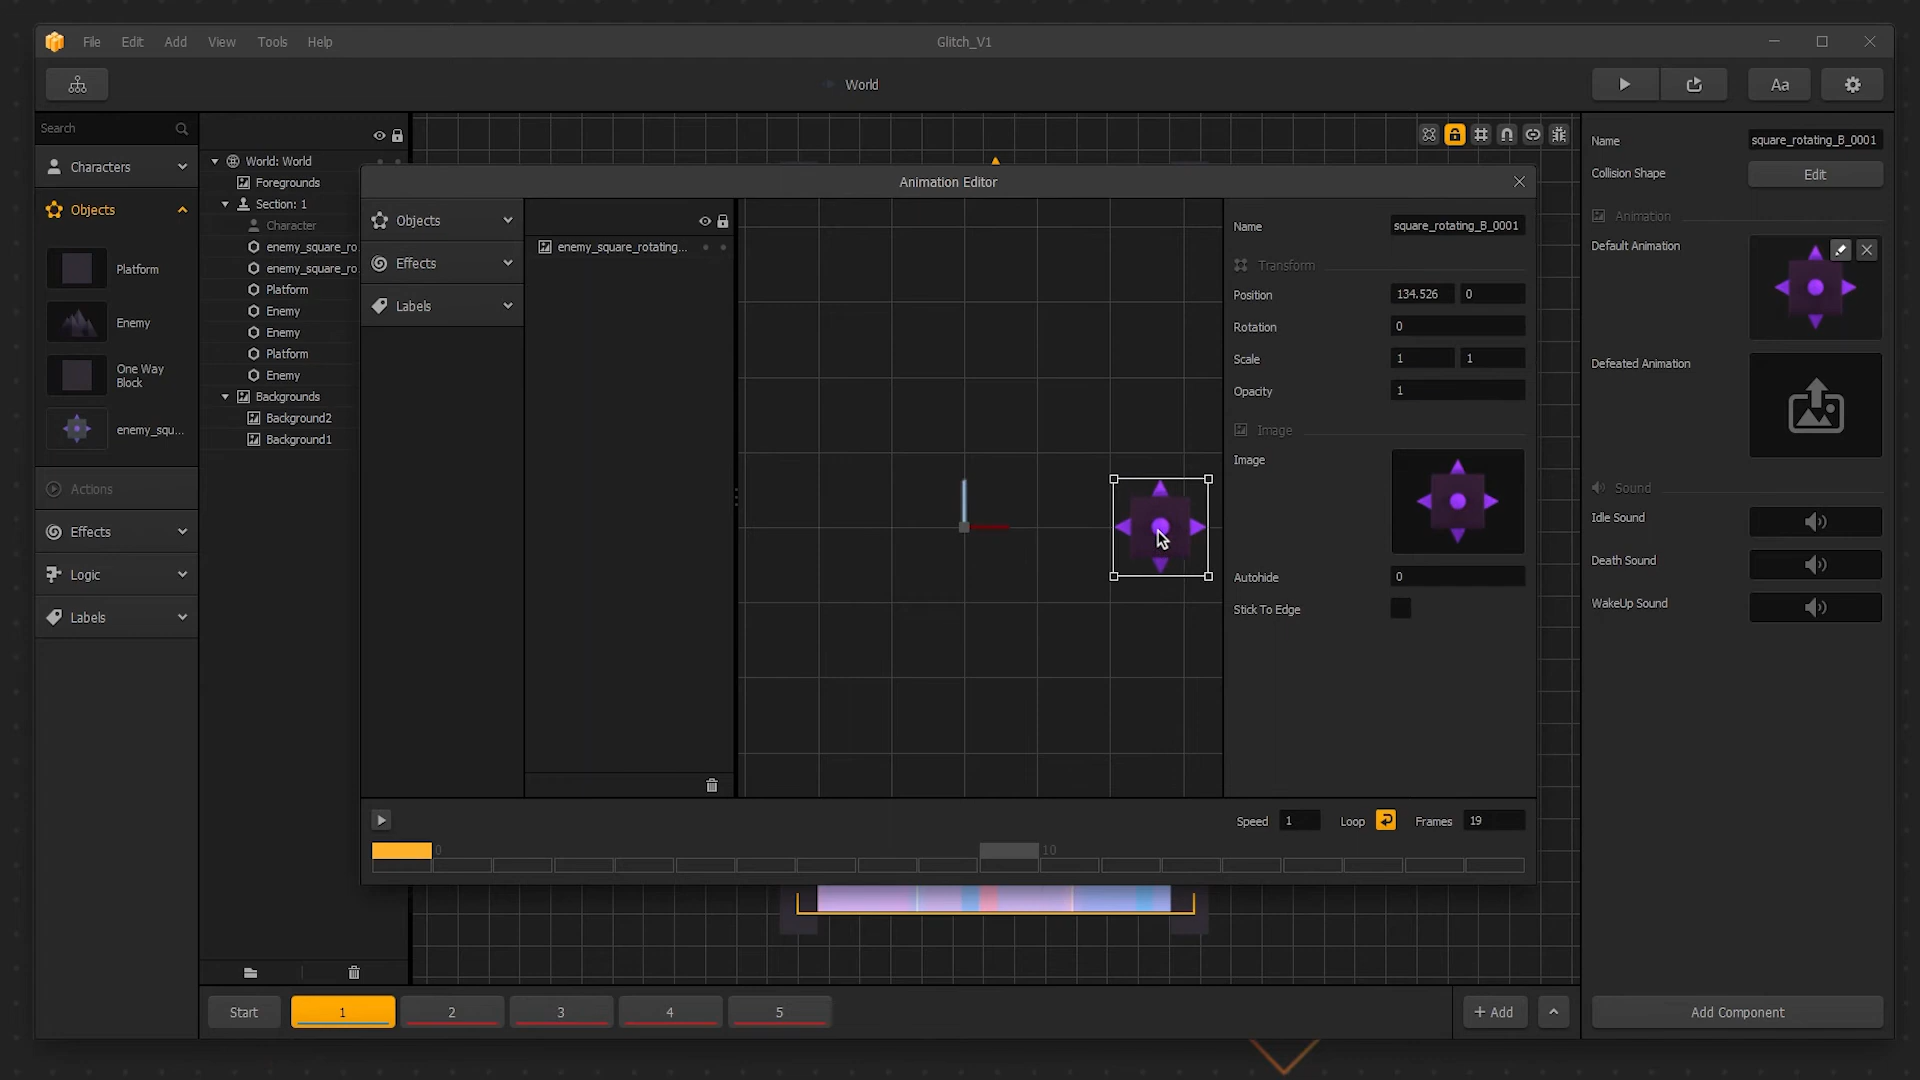 File Edit Add View Tools Help
Glitch_V1
World
Aa
Search
Characters
Objects
Platform
Enemy
One Way
Block
enemy_squ...
Actions
Effects
Logic
Labels
World: World
Foregrounds
Section: 1
Character
enemy_square_ro
enemy_square_ro
Platform
Enemy
Enemy
Platform
Enemy
Backgrounds
Background2
Background1
Animation Editor
Objects
Effects
Labels
enemy_square_rotating...
Name square_rotating_B_0001
Transform
Position 134.526 0
Rotation 0
Scale 1 1
Opacity 1
Image
Image
Autohide 0
Stick To Edge
Speed 1 Loop Frames 19
0 10
Name square_rotating_B_0001
Collision Shape Edit
Animation
Default Animation
Defeated Animation
Sound
Idle Sound
Death Sound
WakeUp Sound
Start 1 2 3 4 5
+ Add
Add Component